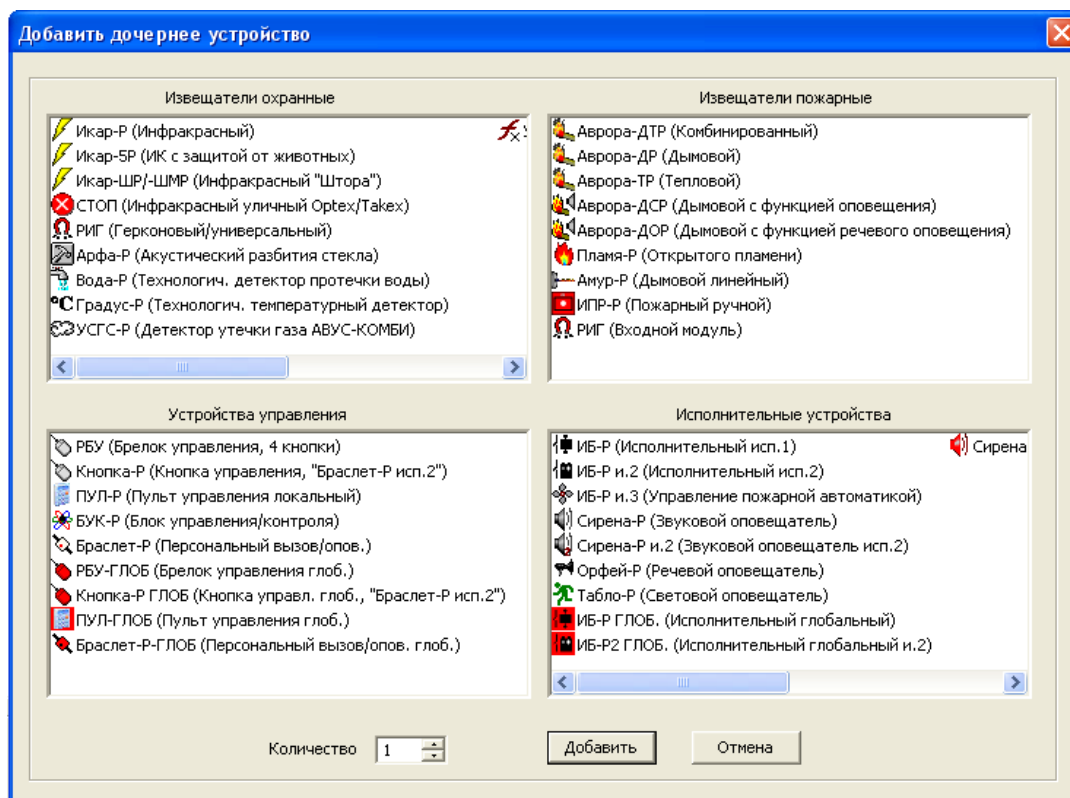 Добавить дочернее устройство
Извещатели охранные
Икар-Р (Инфракрасный)
Икар-5Р (ИК с защитой от животных)
Икар-ШР/-ШМР (Инфракрасный "Штора")
СТОП (Инфракрасный уличный Optex/Takex)
РИГ (Герконовый/универсальный)
Арфа-Р (Акустический разбития стекла)
Вода-Р (Технологич. детектор протечки воды)
°C Градус-Р (Технологич. температурный детектор)
УСГС-Р (Детектор утечки газа АВУС-КОМБИ)
Извещатели пожарные
Аврора-ДТР (Комбинированный)
Аврора-ДР (Дымовой)
Аврора-ТР (Тепловой)
Аврора-ДСР (Дымовой с функцией оповещения)
Аврора-ДОР (Дымовой с функцией речевого оповещения)
Пламя-Р (Открытого пламени)
Амур-Р (Дымовой линейный)
ИПР-Р (Пожарный ручной)
РИГ (Входной модуль)
Устройства управления
РБУ (Брелок управления, 4 кнопки)
Кнопка-Р (Кнопка управления, "Браслет-Р исп.2")
ПУЛ-Р (Пульт управления локальный)
БУК-Р (Блок управления/контроля)
Браслет-Р (Персональный вызов/опов.)
РБУ-ГЛОБ (Брелок управления глоб.)
Кнопка-Р ГЛОБ (Кнопка управл. глоб., "Браслет-Р исп.2")
ПУЛ-ГЛОБ (Пульт управления глоб.)
Браслет-Р-ГЛОБ (Персональный вызов/опов. глоб.)
Исполнительные устройства
ИБ-Р (Исполнительный исп.1) Сирена
ИБ-Р и.2 (Исполнительный исп.2)
ИБ-Р и.3 (Управление пожарной автоматикой)
Сирена-Р (Звуковой оповещатель)
Сирена-Р и.2 (Звуковой оповещатель исп.2)
Орфей-Р (Речевой оповещатель)
Табло-Р (Световой оповещатель)
ИБ-Р ГЛОБ. (Исполнительный глобальный)
ИБ-Р2 ГЛОБ. (Исполнительный глобальный и.2)
Количество 1 Добавить Отмена